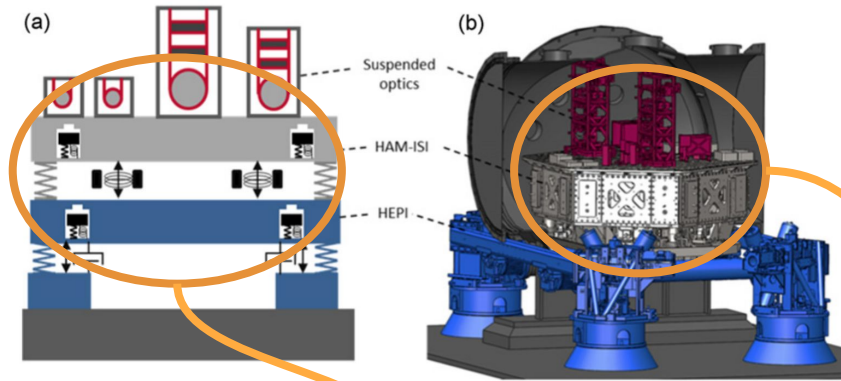 (a)
(b)
Suspended
optics
HAM-ISI
HEPI